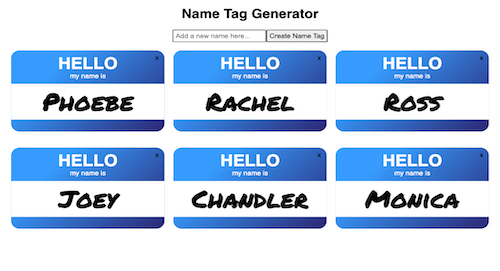 Name Tag Generator
Add a new name here... Create Name Tag
x x x
HELLO HELLO HELLO
my name is my name is my name is
Phoebe Rachel Ross
x x x
HELLO HELLO HELLO
my name is my name is my name is
Joey Chandler Monica